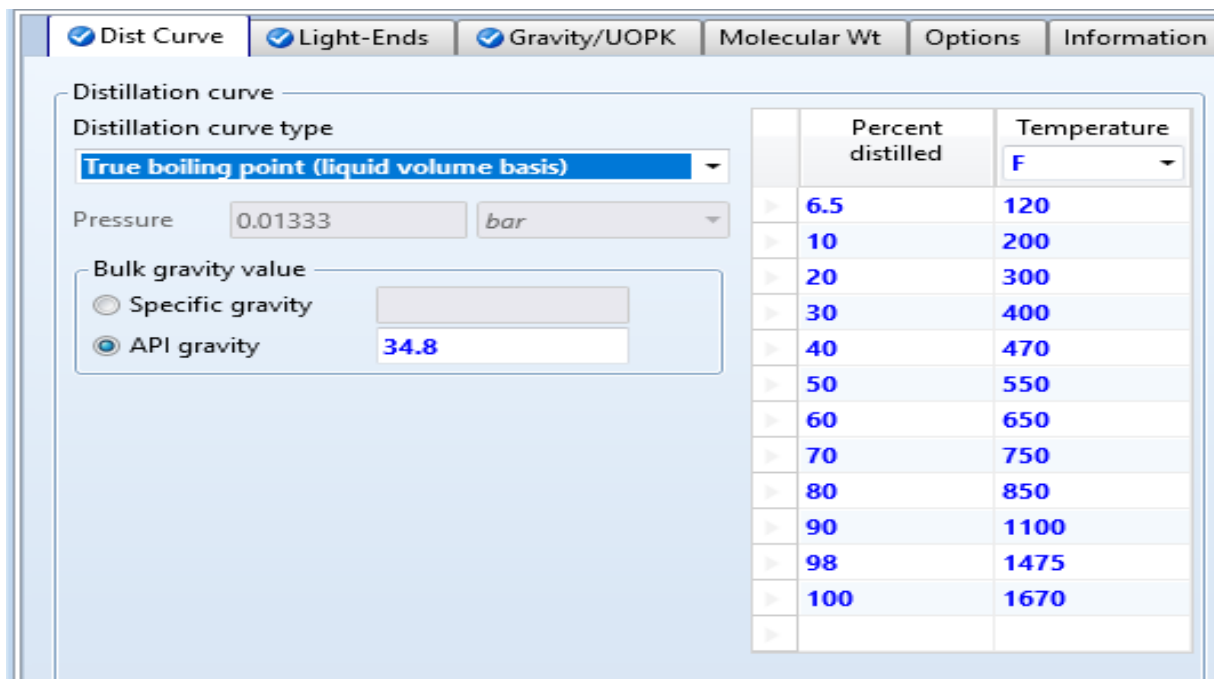 Dist Curve Light-Ends Gravity/UOPK Molecular Wt Options Information
Distillation curve
Distillation curve type
True boiling point (liquid volume basis)
Pressure 0.01333 bar
Bulk gravity value
Specific gravity
API gravity 34.8
Percent distilled Temperature
F
6.5 120
10 200
20 300
30 400
40 470
50 550
60 650
70 750
80 850
90 1100
98 1475
100 1670